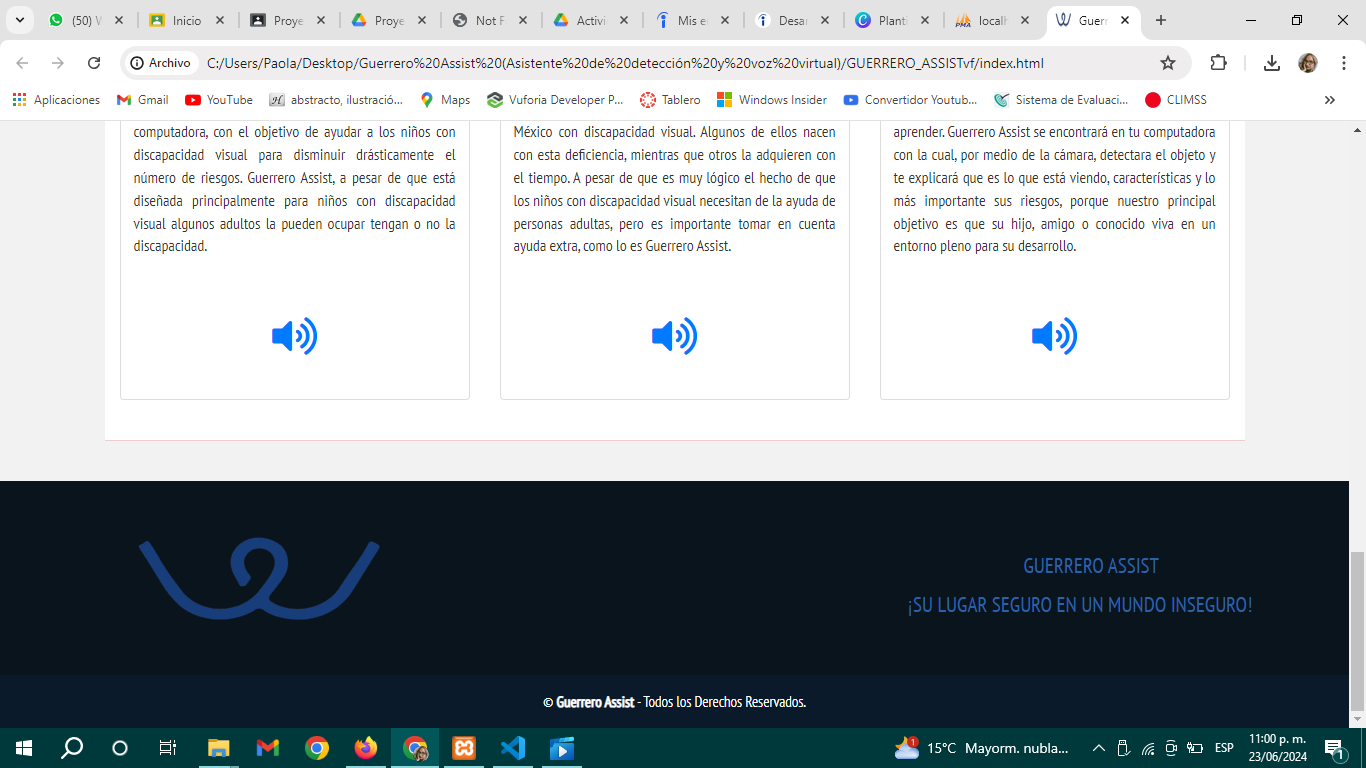 (50) W
Inicio
Proye
Proye
Not F
Activi
Mis e
Desar
Planti
localh
Guerr
Archivo
C:/Users/Paola/Desktop/Guerrero%20Assist%20(Asistente%20de%20detección%20y%20voz%20virtual)/GUERRERO_ASSISTvf/index.html
Aplicaciones
Gmail
YouTube
abstracto, ilustració...
Maps
Vuforia Developer P...
Tablero
Windows Insider
Convertidor Youtub...
Sistema de Evaluaci...
CLIMSS
computadora, con el objetivo de ayudar a los niños con
discapacidad visual para disminuir drásticamente el
número de riesgos. Guerrero Assist, a pesar de que está
diseñada principalmente para niños con discapacidad
visual algunos adultos la pueden ocupar tengan o no la
discapacidad.
México con discapacidad visual. Algunos de ellos nacen
con esta deficiencia, mientras que otros la adquieren con
el tiempo. A pesar de que es muy lógico el hecho de que
los niños con discapacidad visual necesitan de la ayuda de
personas adultas, pero es importante tomar en cuenta
ayuda extra, como lo es Guerrero Assist.
aprender. Guerrero Assist se encontrará en tu computadora
con la cual, por medio de la cámara, detectara el objeto y
te explicará que es lo que está viendo, características y lo
más importante sus riesgos, porque nuestro principal
objetivo es que su hijo, amigo o conocido viva en un
entorno pleno para su desarrollo.
GUERRERO ASSIST
¡SU LUGAR SEGURO EN UN MUNDO INSEGURO!
© Guerrero Assist - Todos los Derechos Reservados.
15°C Mayorm. nubla...
ESP
11:00 p. m.
23/06/2024